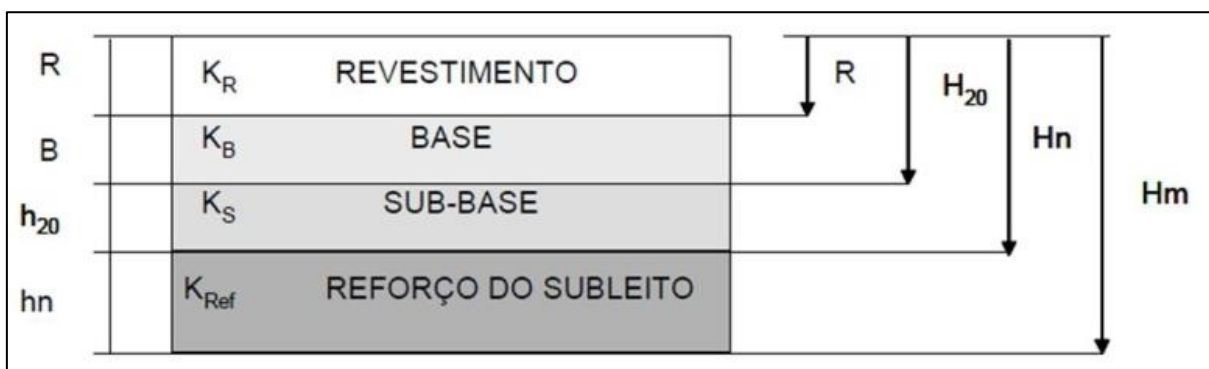 R
K_R REVESTIMENTO
R
H_20
B
K_B BASE
Hn
h_20
K_S SUB-BASE
Hm
hn
K_Ref REFORÇO DO SUBLEITO